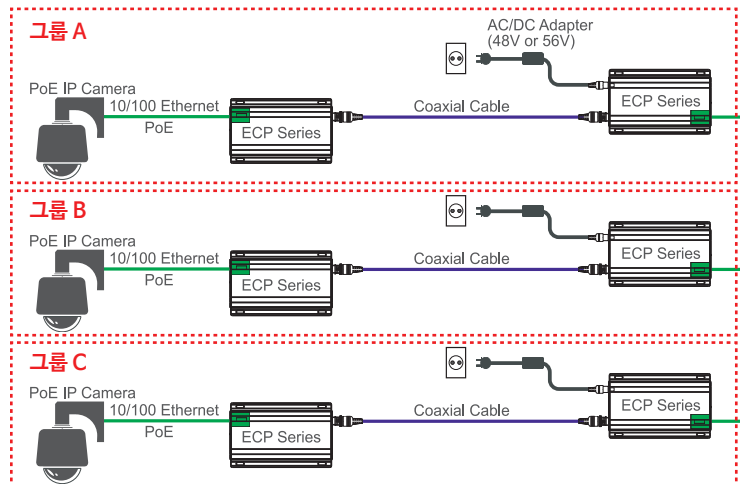 그룹 A
AC/DC Adapter
(48V or 56V)
PoE IP Camera
10/100 Ethernet
PoE
ECP Series
Coaxial Cable
ECP Series
그룹 B
PoE IP Camera
10/100 Ethernet
PoE
ECP Series
Coaxial Cable
ECP Series
그룹 C
PoE IP Camera
10/100 Ethernet
PoE
ECP Series
Coaxial Cable
ECP Series